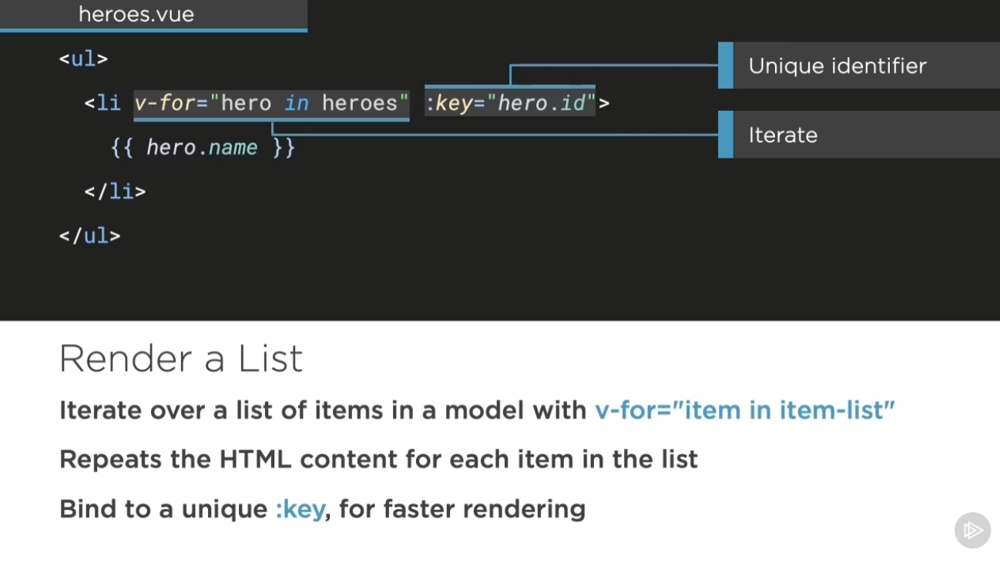 heroes.vue
<ul>
<li v-for="hero in heroes" :key="hero.id">
{{ hero.name }}
</li>
</ul>
Unique identifier
Iterate
Render a List
Iterate over a list of items in a model with v-for="item in item-list"
Repeats the HTML content for each item in the list
Bind to a unique :key, for faster rendering